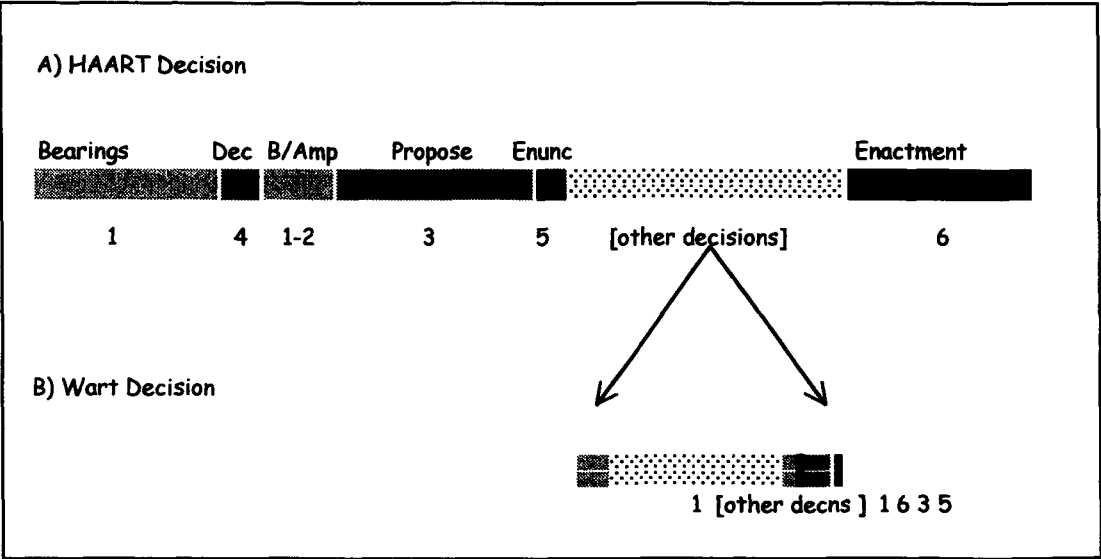 A) HAART Decision
Bearings Dec B/Amp Propose Enunc Enactment
1 4 1-2 3 5 [other decisions] 6
B) Wart Decision
1 [other decns ] 1 6 3 5